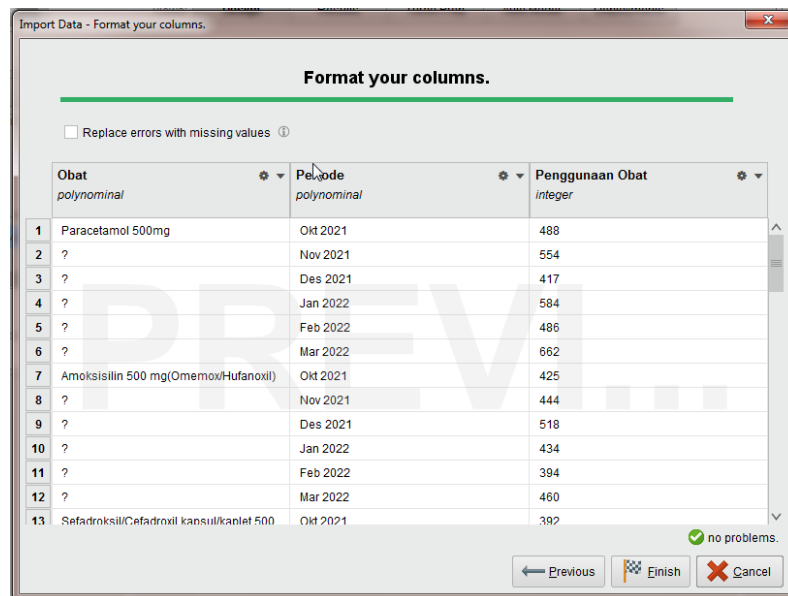 Import Data - Format your columns.
Format your columns.
Replace errors with missing values
Obat Penggunaan Obat
polynominal polynominal integer
1 Paracetamol 500mg Okt 2021 488
2 ? Nov 2021 554
3 ? Des 2021 417
4 ? Jan 2022 584
5 ? Feb 2022 486
6 ? Mar 2022 662
7 Amoksisilin 500 mg(Omemox/Hufanoxil) Okt 2021 425
8 ? Nov 2021 444
9 ? Des 2021 518
10 ? Jan 2022 434
11 ? Feb 2022 394
12 ? Mar 2022 460
13 Sefadroksil/Cefadroxil kapsul/kaplet 500 Okt 2021 392
PREVI...
no problems.
Previous Finish Cancel